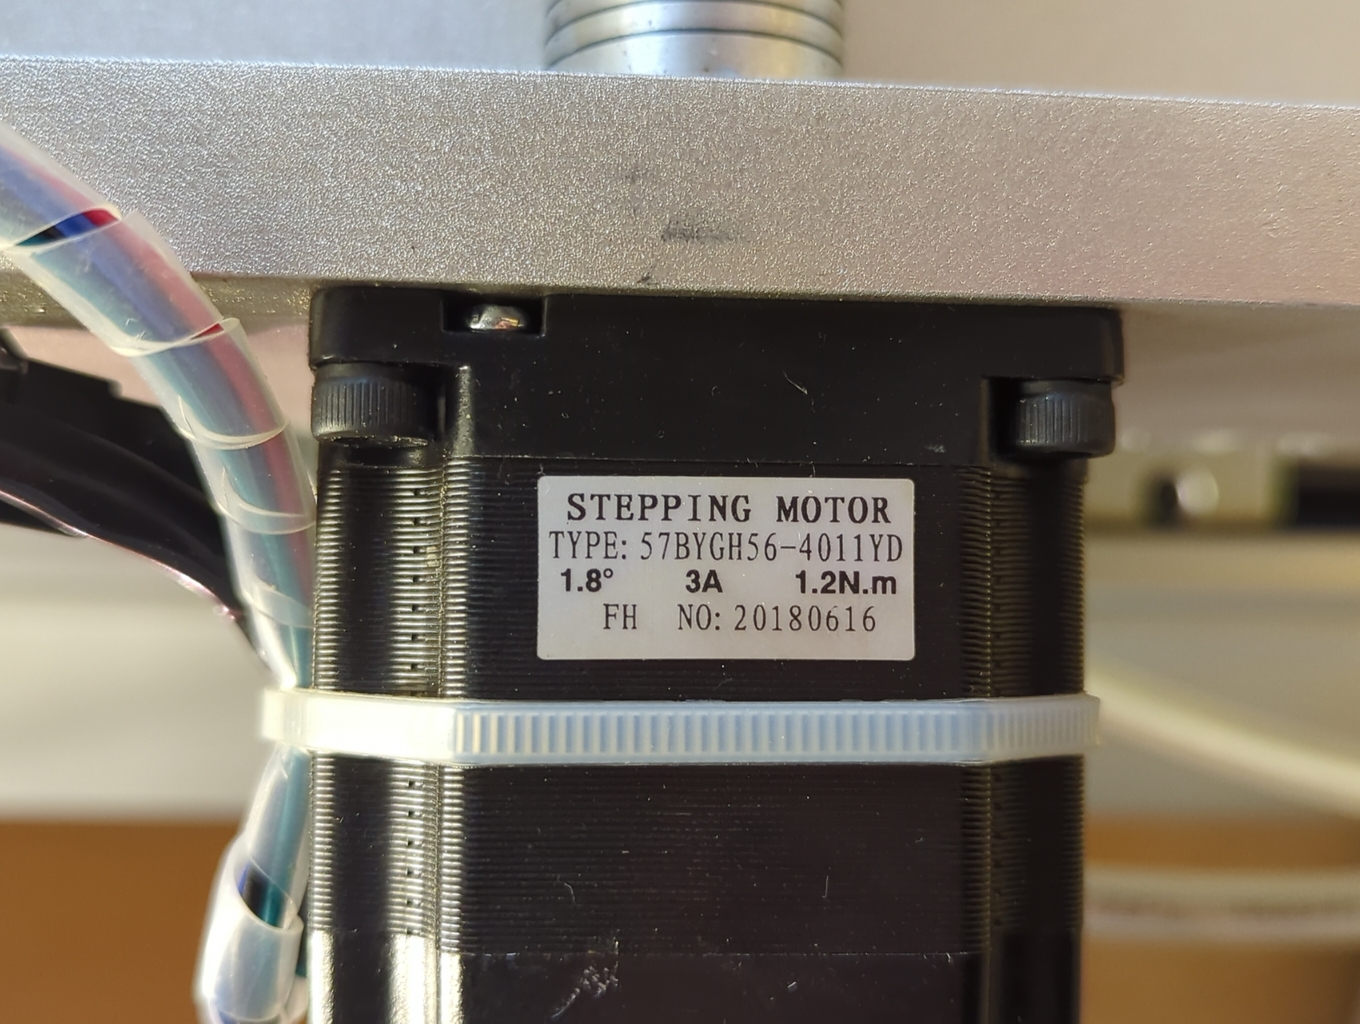 STEPPING MOTOR
TYPE: 57BYGH56-4011YD
1.8° 3A 1.2N.m
FH NO: 20180616